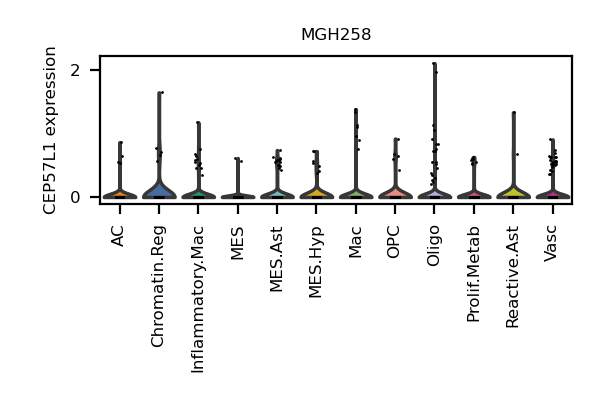 MGH258
CEP57L1 expression
2
0
AC
Chromatin.Reg
Inflammatory.Mac
MES
MES.Ast
MES.Hyp
Mac
OPC
Oligo
Prolif.Metab
Reactive.Ast
Vasc